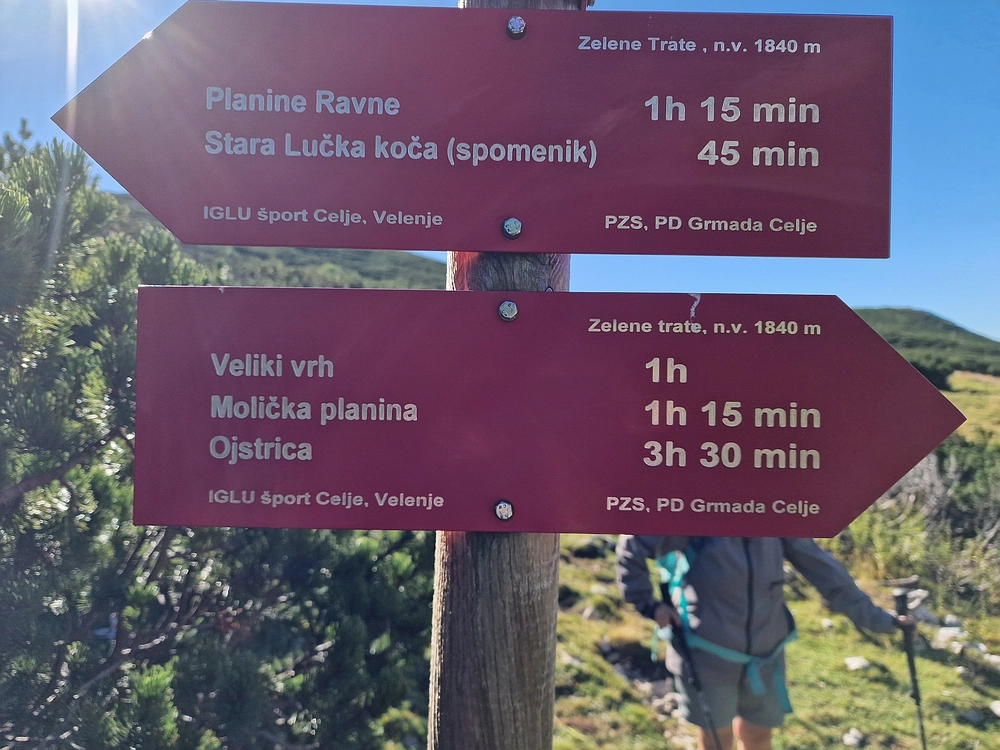 Zelene Trate , n.v. 1840 m
Planine Ravne 1h 15 min
Stara Lučka koča (spomenik) 45 min
IGLU šport Celje, Velenje PZS, PD Grmada Celje
Zelene trate, n.v. 1840 m
Veliki vrh 1h
Molička planina 1h 15 min
Ojstrica 3h 30 min
IGLU šport Celje, Velenje PZS, PD Grmada Celje